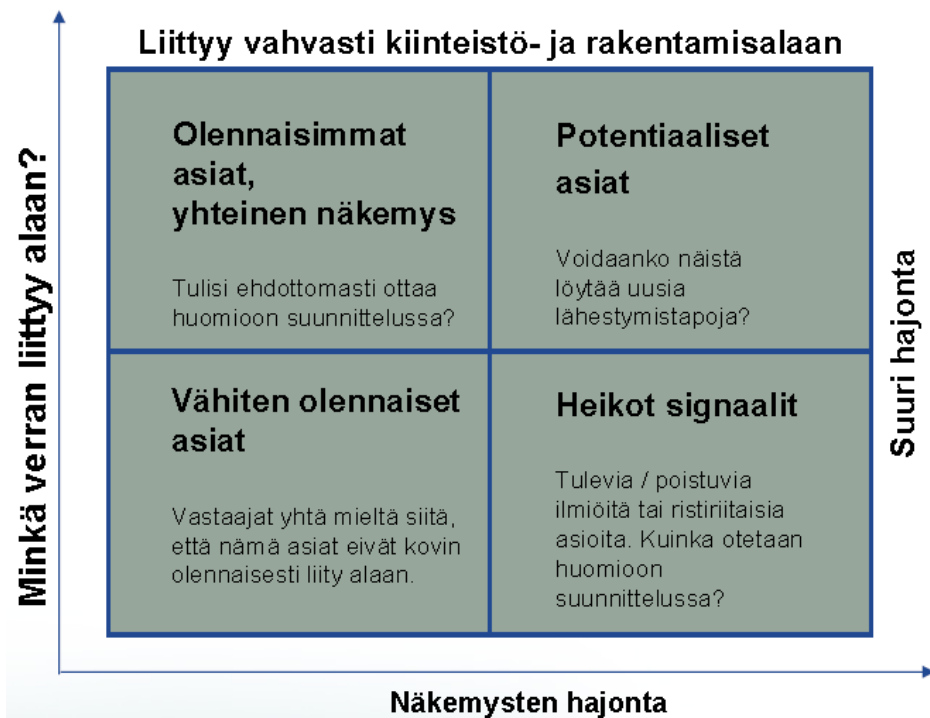 Liittyy vahvasti kiinteistö- ja rakentamisalaan
Minkä verran liittyy alaan?
Olennaisimmat
asiat,
yhteinen näkemys
Tulisi ehdottomasti ottaa
huomioon suunnittelussa?
Potentiaaliset
asiat
Voidaanko näistä
löytää uusia
lähestymistapoja?
Suuri hajonta
Vähiten olennaiset
asiat
Vastaajat yhtä mieltä siitä,
että nämä asiat eivät kovin
olennaisesti liity alaan.
Heikot signaalit
Tulevia / poistuvia
ilmiöitä tai ristiriitaisia
asioita. Kuinka otetaan
huomioon
suunnittelussa?
Näkemysten hajonta